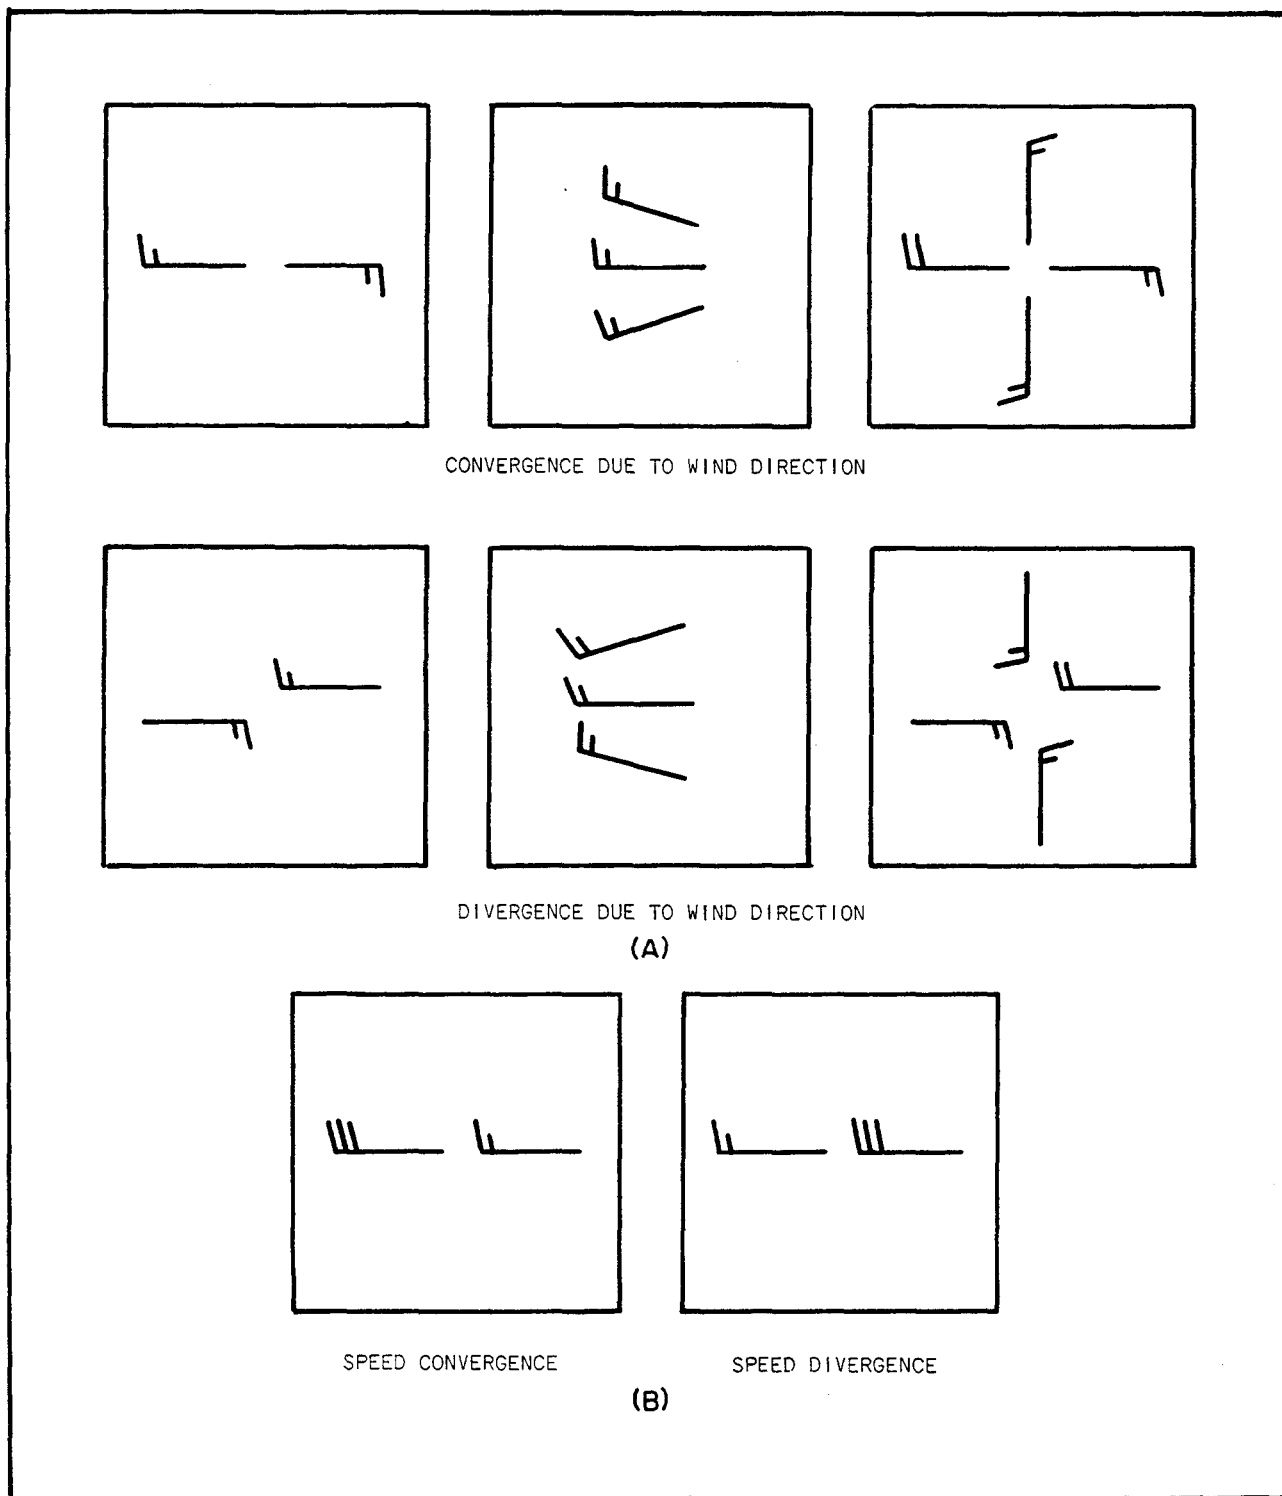 CONVERGENCE DUE TO WIND DIRECTION
DIVERGENCE DUE TO WIND DIRECTION
(A)
SPEED CONVERGENCE
SPEED DIVERGENCE
(B)